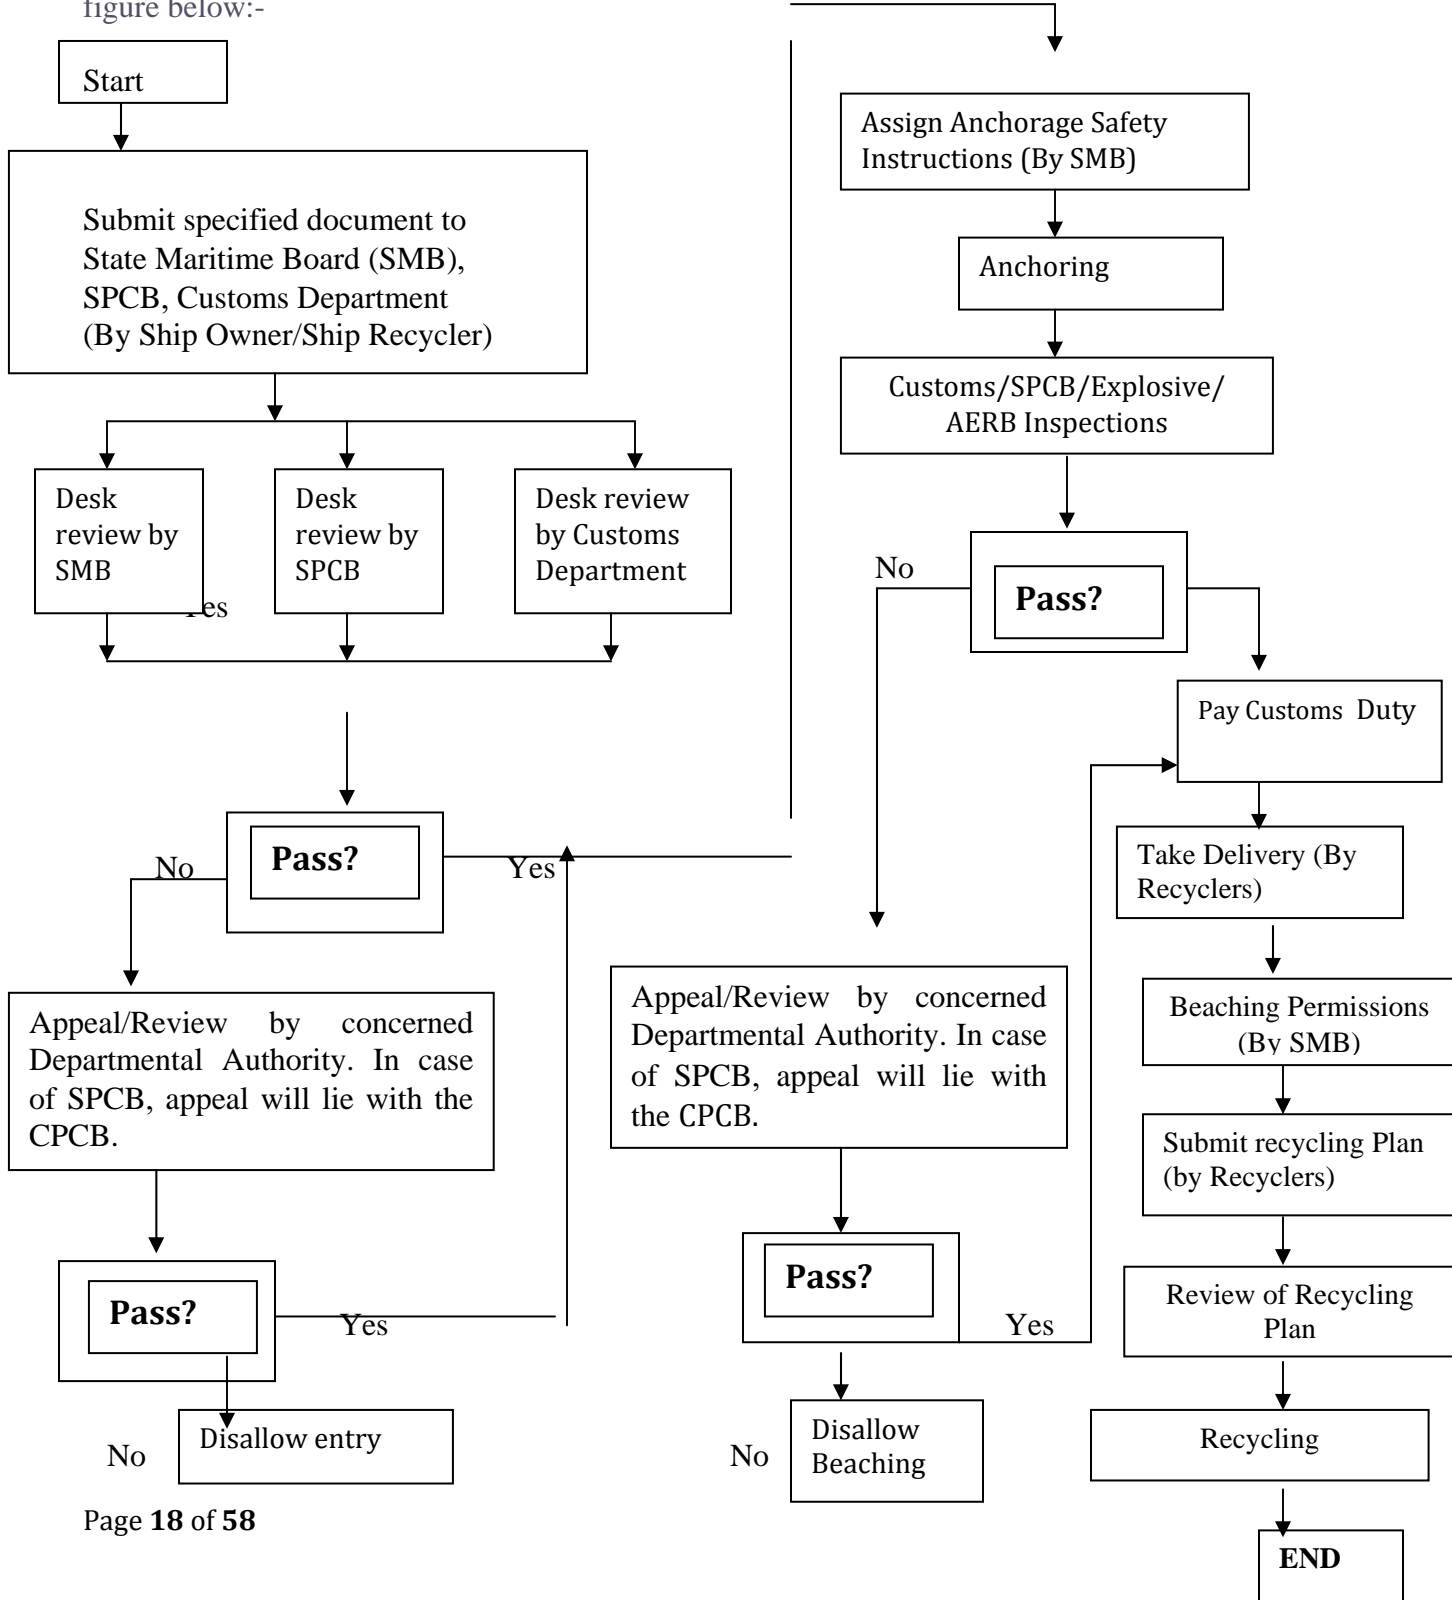 figure below:-
Start
Submit specified document to
State Maritime Board (SMB),
SPCB, Customs Department
(By Ship Owner/Ship Recycler)
Desk
review by
SMB
Desk
review by
SPCB
Desk review
by Customs
Department
Yes
Pass?
No
Yes
Appeal/Review by concerned
Departmental Authority. In case
of SPCB, appeal will lie with the
CPCB.
Pass?
Yes
No
Disallow entry
Assign Anchorage Safety
Instructions (By SMB)
Anchoring
Customs/SPCB/Explosive/
AERB Inspections
No
Pass?
Pay Customs Duty
Take Delivery (By
Recyclers)
Beaching Permissions
(By SMB)
Submit recycling Plan
(by Recyclers)
Review of Recycling
Plan
Recycling
END
Appeal/Review by concerned
Departmental Authority. In case
of SPCB, appeal will lie with
the CPCB.
Pass?
Yes
No
Disallow
Beaching
Page 18 of 58